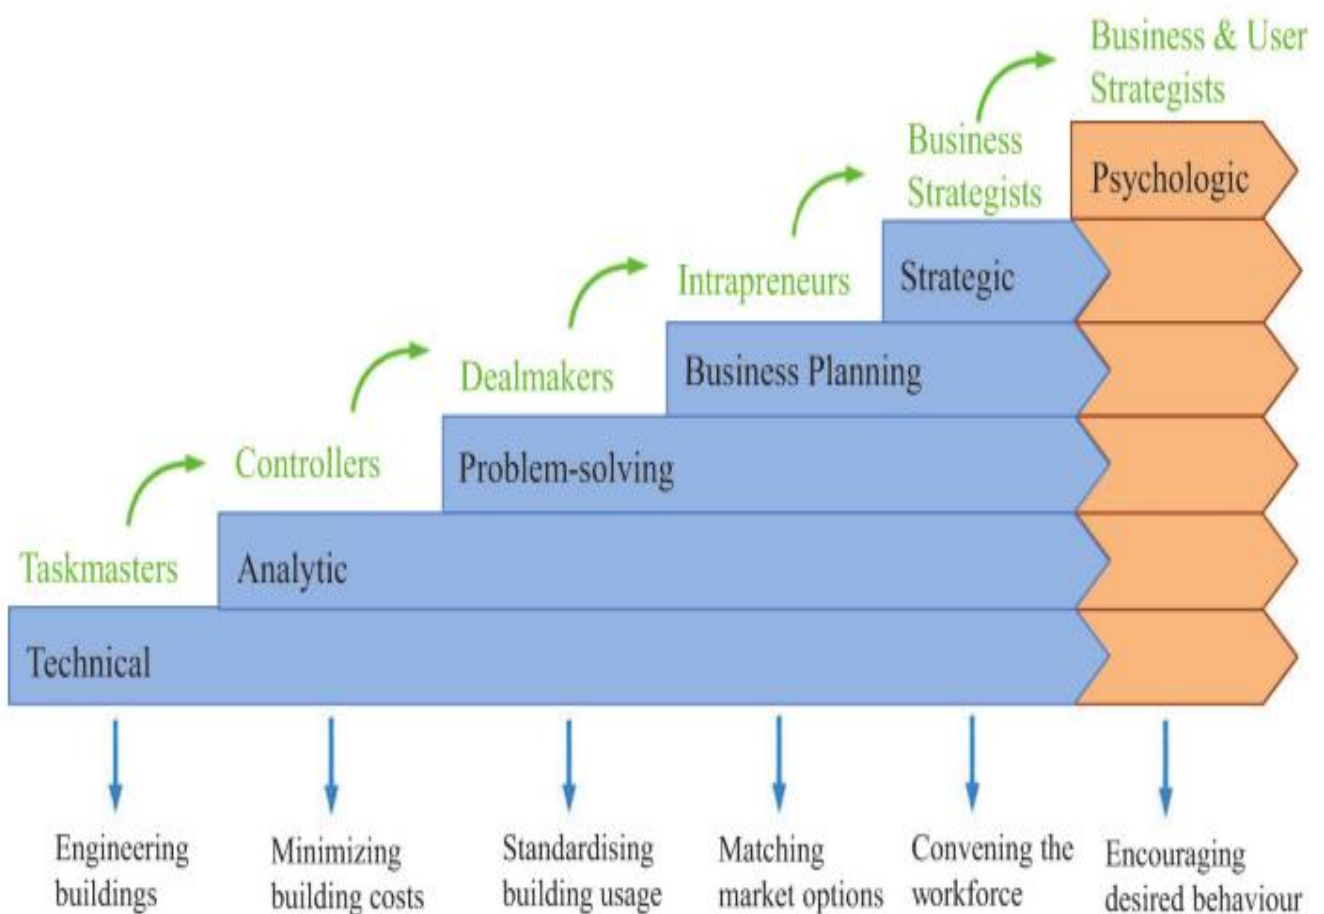 Business & User
Strategists
Business
Strategists
Psychologic
Intrapreneurs
Strategic
Dealmakers
Business Planning
Controllers
Problem-solving
Taskmasters
Analytic
Technical
Engineering
buildings
Minimizing
building costs
Standardising
building usage
Matching
market options
Convening the
workforce
Encouraging
desired behaviour